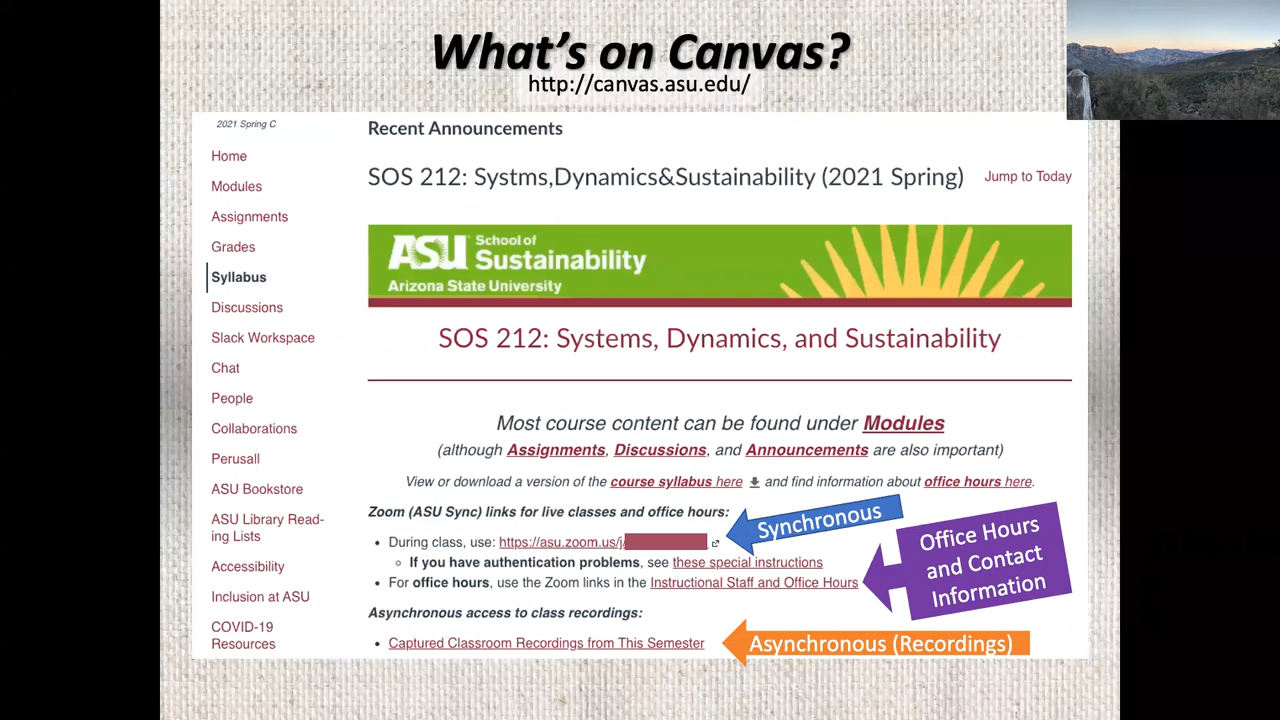 What's on Canvas?
http://canvas.asu.edu/
2021 Spring C
Home
Modules
Assignments
Grades
Syllabus
Discussions
Slack Workspace
Chat
People
Collaborations
Perusall
ASU Bookstore
ASU Library Read-
ing Lists
Accessibility
Inclusion at ASU
COVID-19
Resources
Recent Announcements
SOS 212: Systms,Dynamics&Sustainability (2021 Spring)
Jump to Today
ASU School of
Sustainability
Arizona State University
SOS 212: Systems, Dynamics, and Sustainability
Most course content can be found under Modules
(although Assignments, Discussions, and Announcements are also important)
View or download a version of the course syllabus here and find information about office hours here.
Zoom (ASU Sync) links for live classes and office hours:
• During class, use: https://asu.zoom.us/j/
Synchronous
If you have authentication problems, see these special instructions
• For office hours, use the Zoom links in the Instructional Staff and Office Hours
Office Hours
and Contact
Information
Asynchronous access to class recordings:
• Captured Classroom Recordings from This Semester
Asynchronous (Recordings)